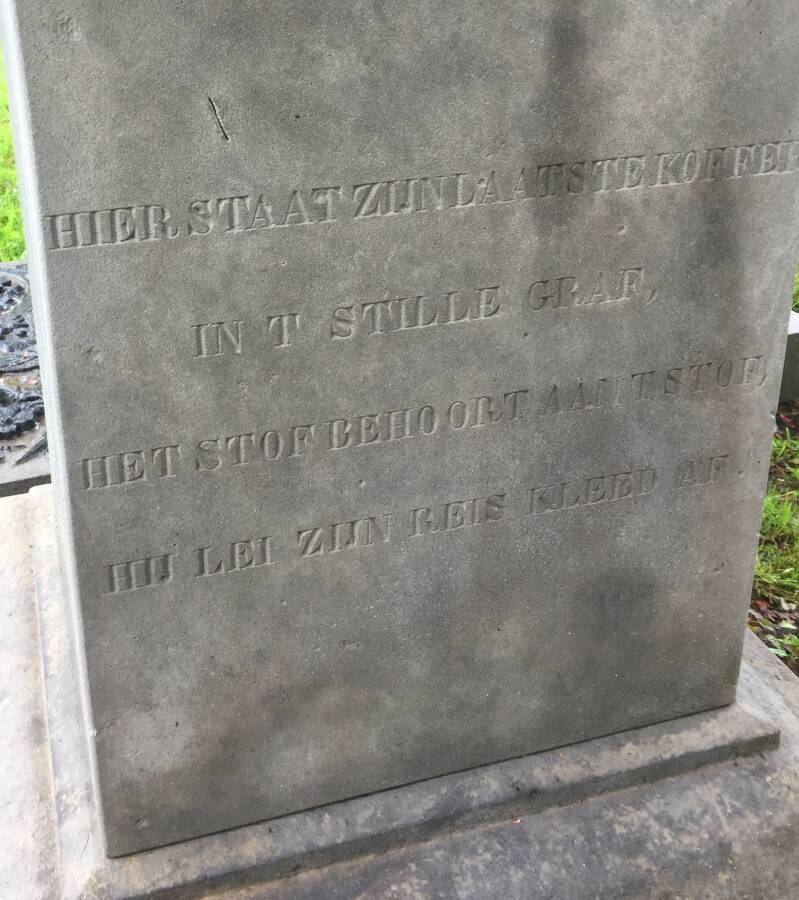 HIER STAAT ZIJN LAATSTE KOFFER
IN T STILLE GRAF,
HET STOF BEHOORT AAN T STOF,
HIJ LEI ZIJN REIS KLEED AF